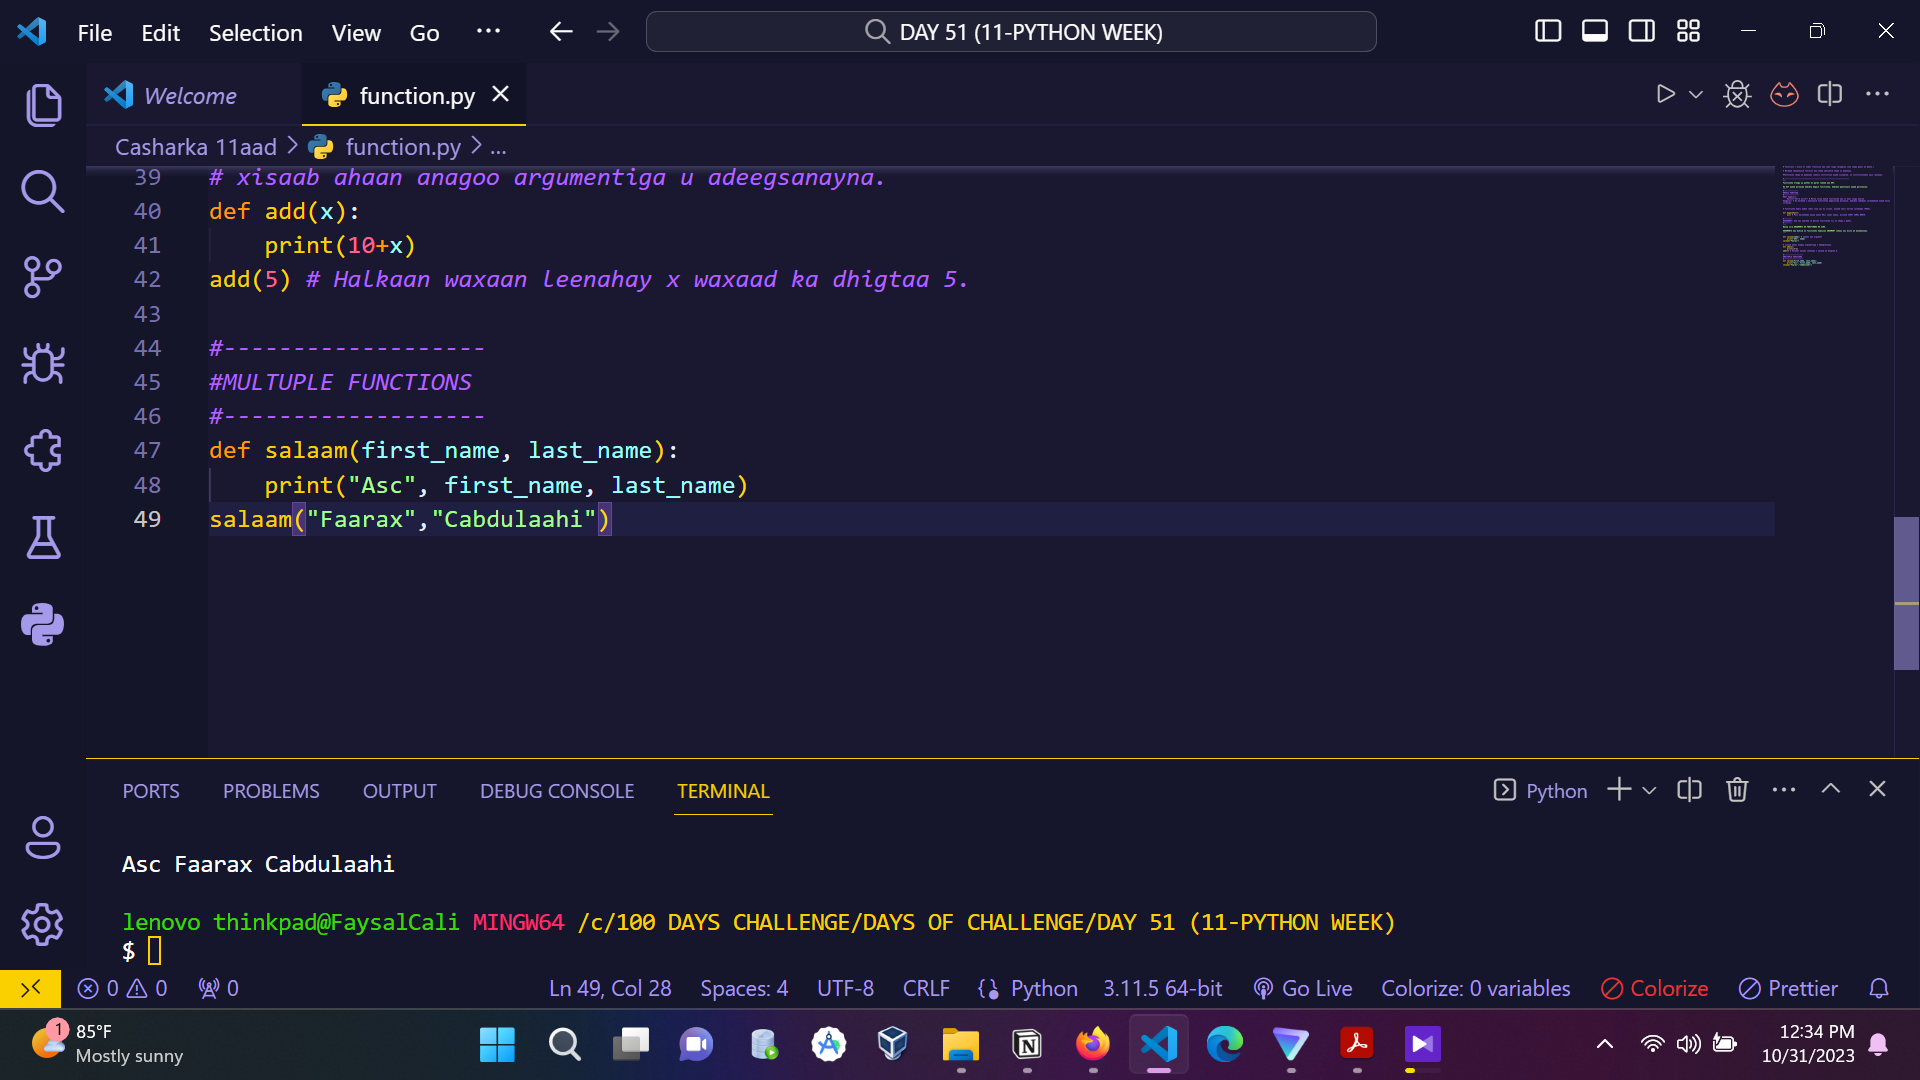 File Edit Selection View Go ··· DAY 51 (11-PYTHON WEEK)
Welcome function.py
Casharka 11aad > function.py > ...
39 # xisaab ahaan anagoo argumentiga u adeegsanayna.
40 def add(x):
41     print(10+x)
42 add(5) # Halkaan waxaan leenahay x waxaad ka dhigtaa 5.
43
44 #-------------------
45 #MULTUPLE FUNCTIONS
46 #-------------------
47 def salaam(first_name, last_name):
48     print("Asc", first_name, last_name)
49 salaam("Faarax","Cabdulaahi")
PORTS PROBLEMS OUTPUT DEBUG CONSOLE TERMINAL Python
Asc Faarax Cabdulaahi
lenovo thinkpad@FaysalCali MINGW64 /c/100 DAYS CHALLENGE/DAYS OF CHALLENGE/DAY 51 (11-PYTHON WEEK)
$
0 0 0 Ln 49, Col 28 Spaces: 4 UTF-8 CRLF Python 3.11.5 64-bit Go Live Colorize: 0 variables Colorize Prettier
1 85°F
Mostly sunny
12:34 PM
10/31/2023